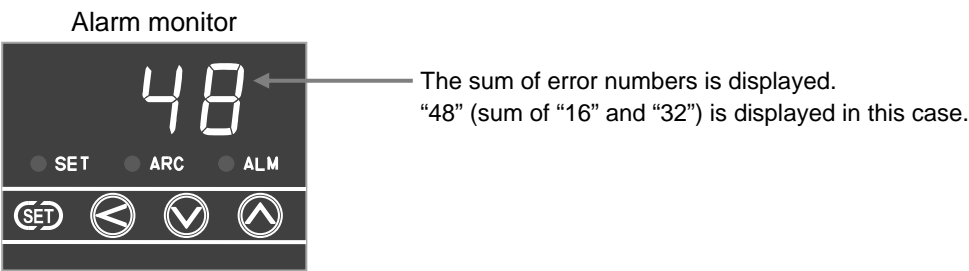 Alarm monitor
48
The sum of error numbers is displayed.
“48” (sum of “16” and “32”) is displayed in this case.
SET ARC ALM
SET